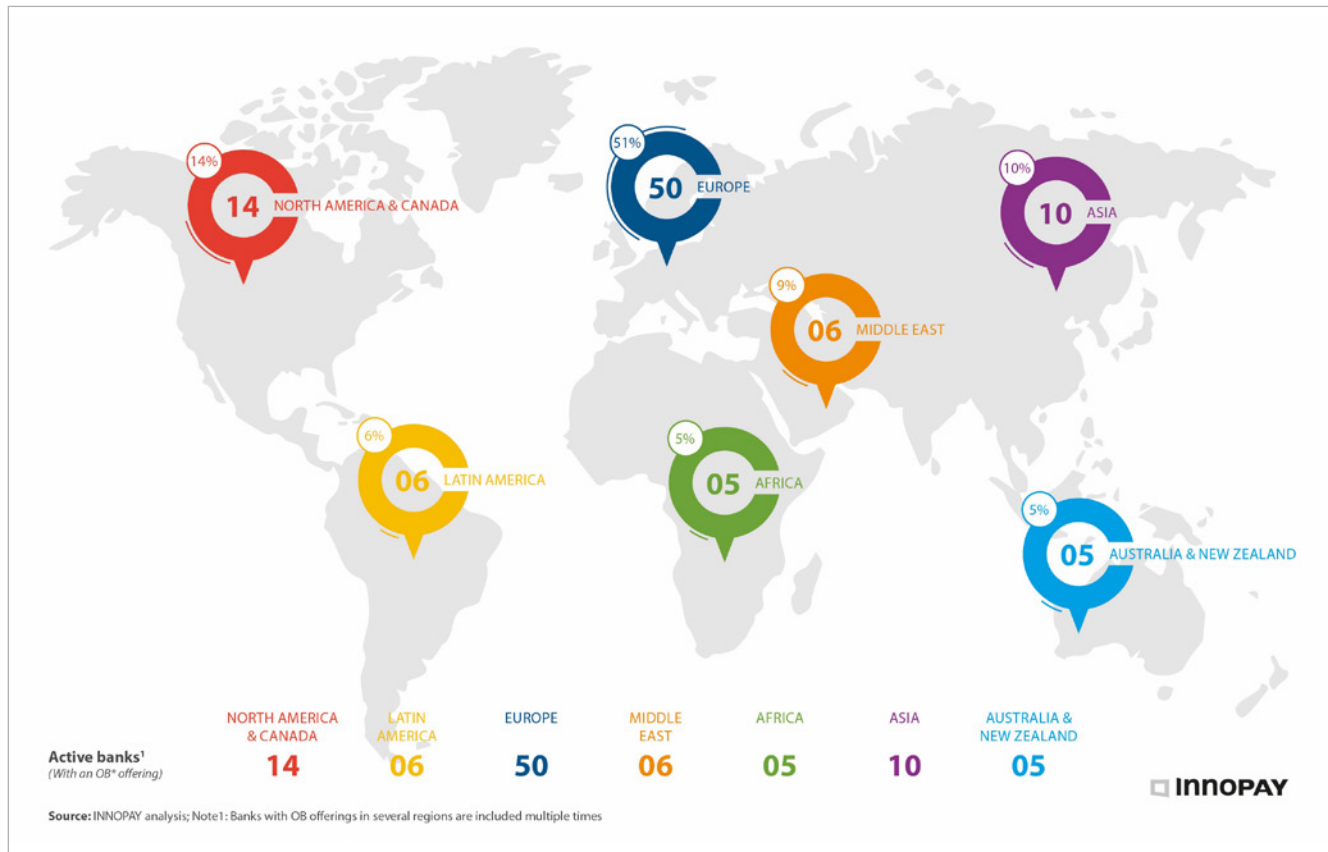 14%
14
NORTH AMERICA & CANADA
51%
50
EUROPE
10%
10
ASIA
9%
06
MIDDLE EAST
6%
06
LATIN AMERICA
5%
05
AFRICA
5%
05
AUSTRALIA & NEW ZEALAND
NORTH AMERICA
& CANADA
LATIN
AMERICA
EUROPE
MIDDLE
EAST
AFRICA
ASIA
AUSTRALIA &
NEW ZEALAND
Active banks¹
(With an OB* offering)
14
06
50
06
05
10
05
INNOPAY
Source: INNOPAY analysis; Note1: Banks with OB offerings in several regions are included multiple times